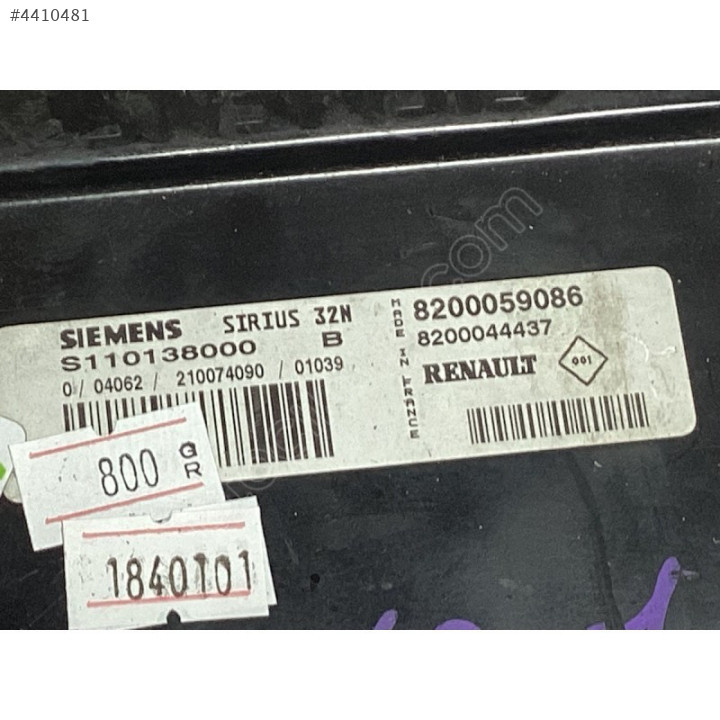 #4410481
SIEMENS SIRIUS 32N
S110138000 B
0 / 04062 / 210074090 / 01039
MADE IN FRANCE
8200059086
8200044437
RENAULT 001
800 GR
1840101
.com